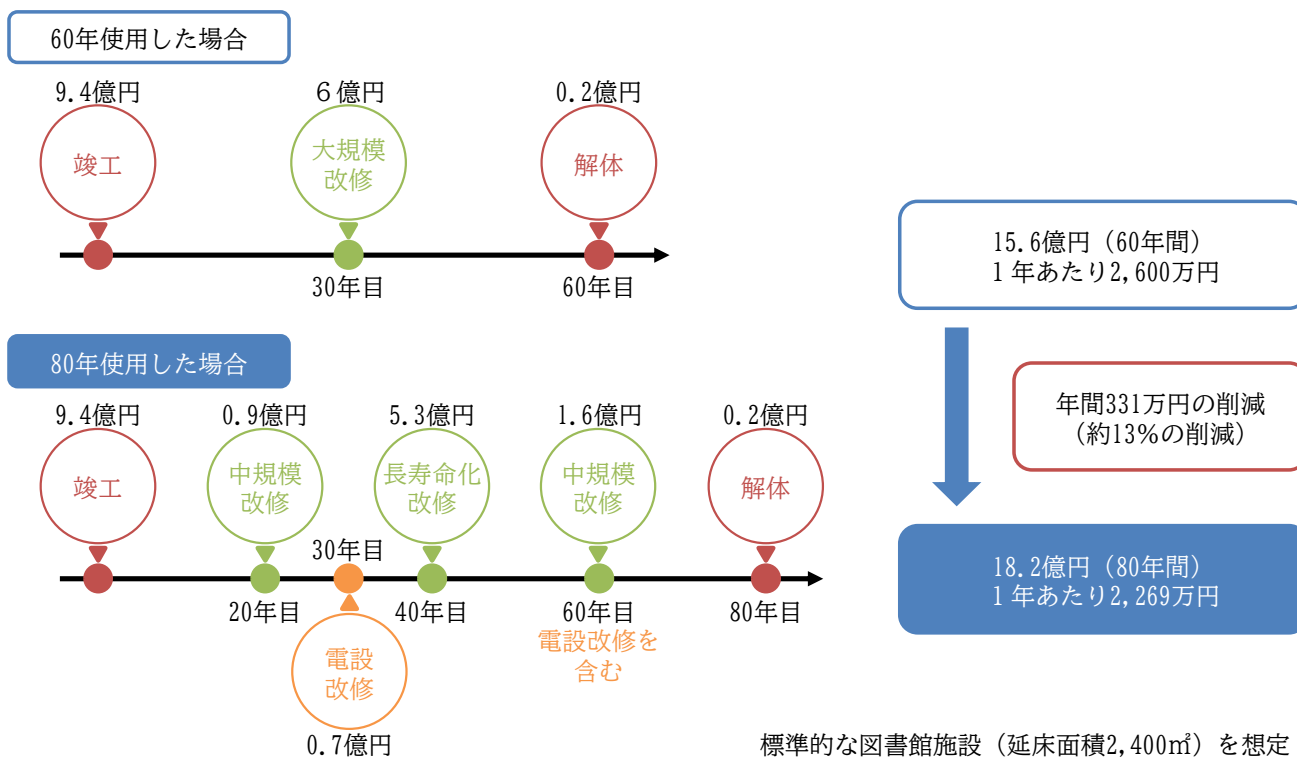 60年使用した場合
9.4億円
６億円
0.2億円
竣工
大規模
改修
解体
30年目
60年目
80年使用した場合
9.4億円
0.9億円
5.3億円
1.6億円
0.2億円
竣工
中規模
改修
長寿命化
改修
中規模
改修
解体
30年目
20年目
40年目
60年目
80年目
電設改修を
含む
電設
改修
0.7億円
15.6億円（60年間）
１年あたり2,600万円
年間331万円の削減
（約13％の削減）
18.2億円（80年間）
１年あたり2,269万円
標準的な図書館施設（延床面積2,400㎡）を想定